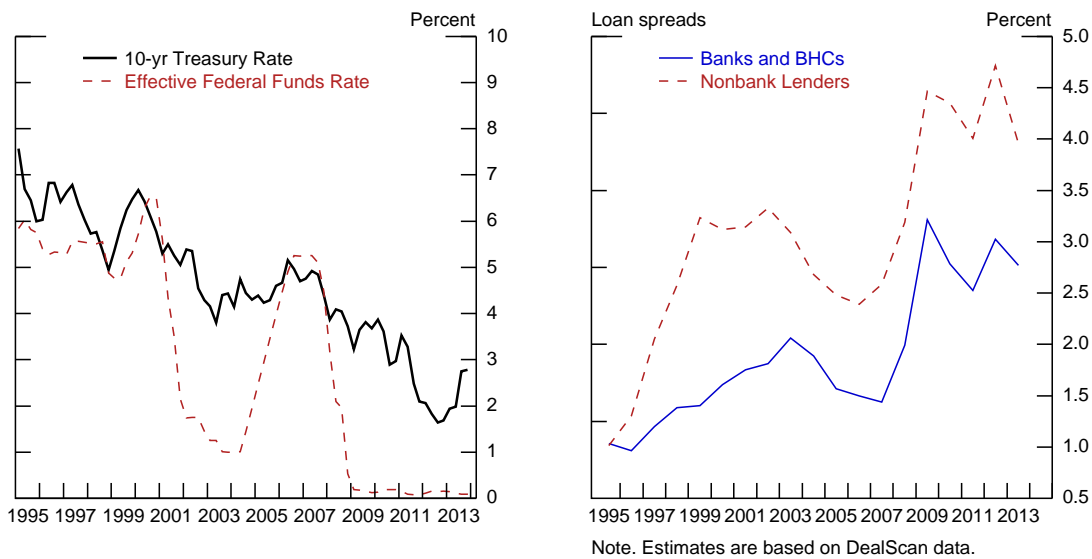 Percent
10-yr Treasury Rate
Effective Federal Funds Rate
10
9
8
7
6
5
4
3
2
1
0
1995 1997 1999 2001 2003 2005 2007 2009 2011 2013
Loan spreads Percent
Banks and BHCs
Nonbank Lenders
5.0
4.5
4.0
3.5
3.0
2.5
2.0
1.5
1.0
0.5
1995 1997 1999 2001 2003 2005 2007 2009 2011 2013
Note. Estimates are based on DealScan data.